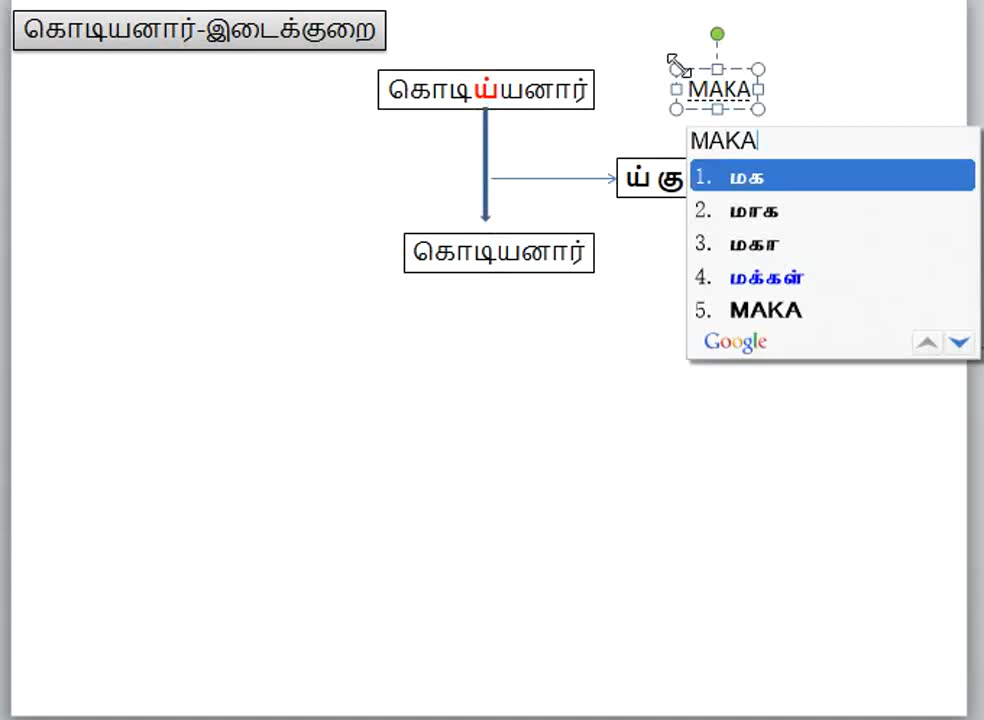 கொடியனார்-இடைக்குறை
கொடிய்யனார்
MAKA
MAKA
ய் கு
1. மக
2. மாக
3. மகா
4. மக்கள்
5. MAKA
Google
கொடியனார்